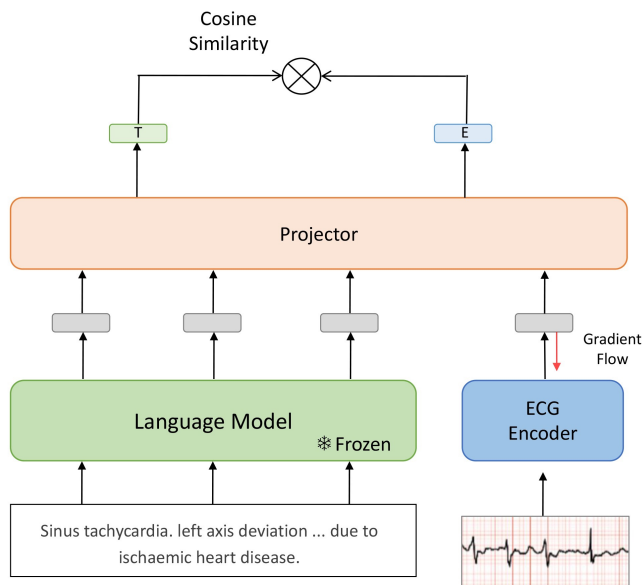 Cosine
Similarity
T
E
Projector
Gradient
Flow
Language Model
Frozen
ECG
Encoder
Sinus tachycardia. left axis deviation ... due to
ischaemic heart disease.